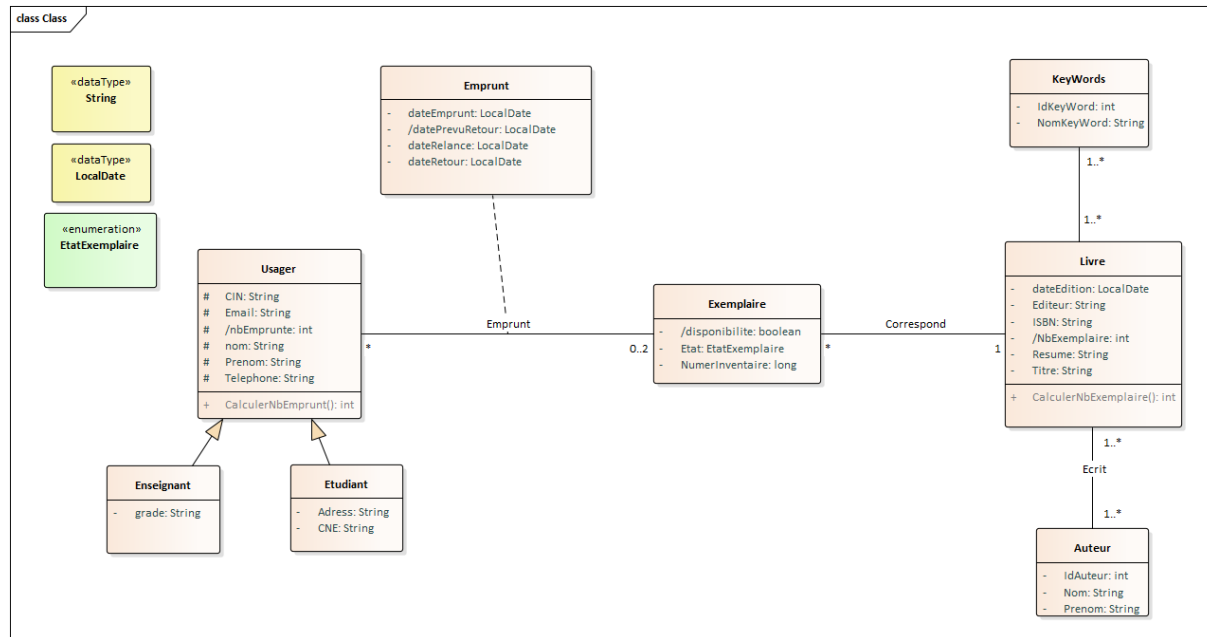 class Class
«dataType»
String
«dataType»
LocalDate
«enumeration»
EtatExemplaire
Emprunt
- dateEmprunt: LocalDate
- /datePrevuRetour: LocalDate
- dateRelance: LocalDate
- dateRetour: LocalDate
KeyWords
- IdKeyWord: int
- NomKeyWord: String
1..*
1..*
Usager
# CIN: String
# Email: String
# /nbEmprunte: int
# nom: String
# Prenom: String
# Telephone: String
+ CalculerNbEmprunt(): int
Emprunt
*
0..2
Exemplaire
- /disponibilite: boolean
- Etat: EtatExemplaire
- NumerInventaire: long
Correspond
*
1
Livre
- dateEdition: LocalDate
- Editeur: String
- ISBN: String
- /NbExemplaire: int
- Resume: String
- Titre: String
+ CalculerNbExemplaire(): int
1..*
Ecrit
1..*
Enseignant
- grade: String
Etudiant
- Adress: String
- CNE: String
Auteur
- IdAuteur: int
- Nom: String
- Prenom: String